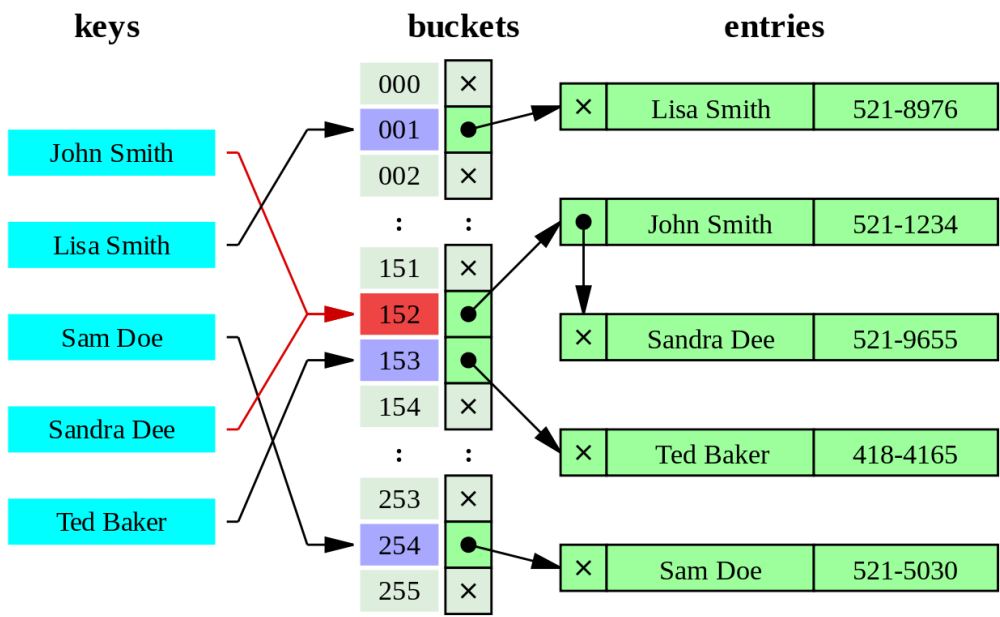 keys
buckets
entries
John Smith
Lisa Smith
Sam Doe
Sandra Dee
Ted Baker
000 ×
001
002 ×
: :
151 ×
152
153
154 ×
: :
253 ×
254
255 ×
× Lisa Smith 521-8976
John Smith 521-1234
× Sandra Dee 521-9655
× Ted Baker 418-4165
× Sam Doe 521-5030